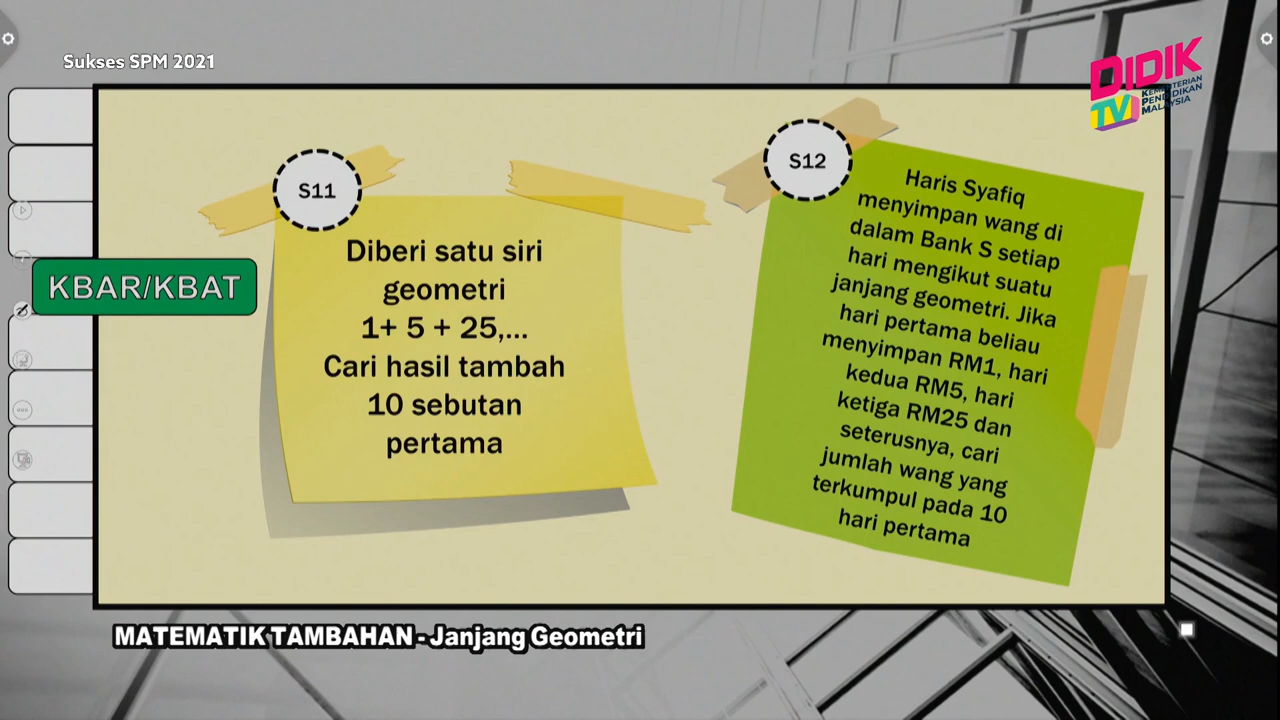 Sukses SPM 2021
DIDIK
TV
KEMENTERIAN
PENDIDIKAN
MALAYSIA
KBAR/KBAT
S11
Diberi satu siri
geometri
1+ 5 + 25,...
Cari hasil tambah
10 sebutan
pertama
S12
Haris Syafiq
menyimpan wang di
dalam Bank S setiap
hari mengikut suatu
janjang geometri. Jika
hari pertama beliau
menyimpan RM1, hari
kedua RM5, hari
ketiga RM25 dan
seterusnya, cari
jumlah wang yang
terkumpul pada 10
hari pertama
MATEMATIK TAMBAHAN - Janjang Geometri